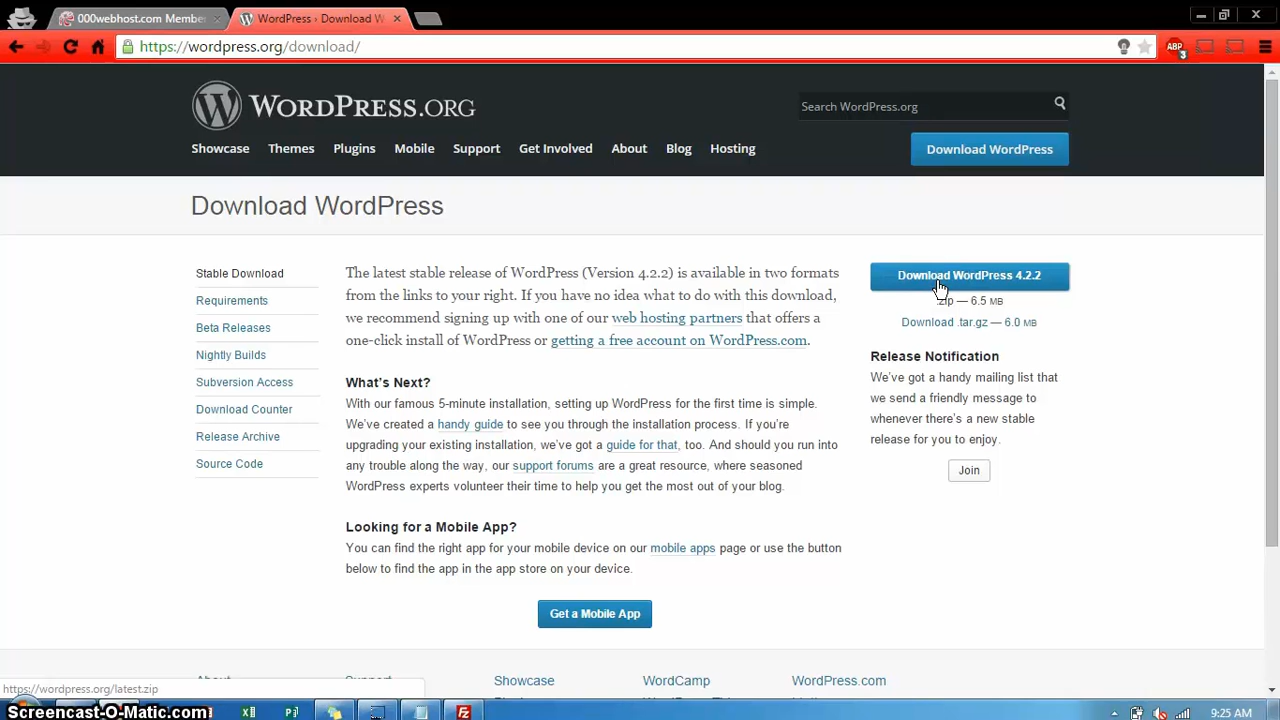 000webhost.com Membe
WordPress › Download W
https://wordpress.org/download/
ABP
3
WORDPRESS.ORG
Search WordPress.org
Showcase
Themes
Plugins
Mobile
Support
Get Involved
About
Blog
Hosting
Download WordPress
Download WordPress
Stable Download
Requirements
Beta Releases
Nightly Builds
Subversion Access
Download Counter
Release Archive
Source Code
The latest stable release of WordPress (Version 4.2.2) is available in two formats
from the links to your right. If you have no idea what to do with this download,
we recommend signing up with one of our web hosting partners that offers a
one-click install of WordPress or getting a free account on WordPress.com.
What's Next?
With our famous 5-minute installation, setting up WordPress for the first time is simple.
We've created a handy guide to see you through the installation process. If you're
upgrading your existing installation, we've got a guide for that, too. And should you run into
any trouble along the way, our support forums are a great resource, where seasoned
WordPress experts volunteer their time to help you get the most out of your blog.
Looking for a Mobile App?
You can find the right app for your mobile device on our mobile apps page or use the button
below to find the app in the app store on your device.
Get a Mobile App
Download WordPress 4.2.2
.zip — 6.5 MB
Download .tar.gz — 6.0 MB
Release Notification
We've got a handy mailing list that
we send a friendly message to
whenever there's a new stable
release for you to enjoy.
Join
About
Support
Showcase
WordCamp
WordPress.com
https://wordpress.org/latest.zip
Screencast-O-Matic.com
9:25 AM